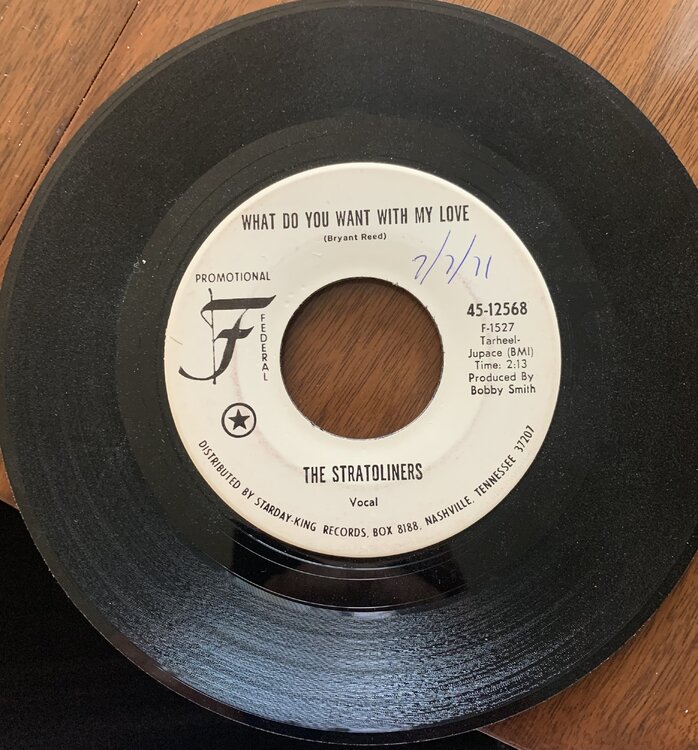 WHAT DO YOU WANT WITH MY LOVE
(Bryant Reed)
7/7/71
PROMOTIONAL
F
FEDERAL
45-12568
F-1527
Tarheel-
Jupace (BMI)
Time: 2:13
Produced By
Bobby Smith
THE STRATOLINERS
Vocal
DISTRIBUTED BY STARDAY-KING RECORDS, BOX 8188, NASHVILLE, TENNESSEE 37207